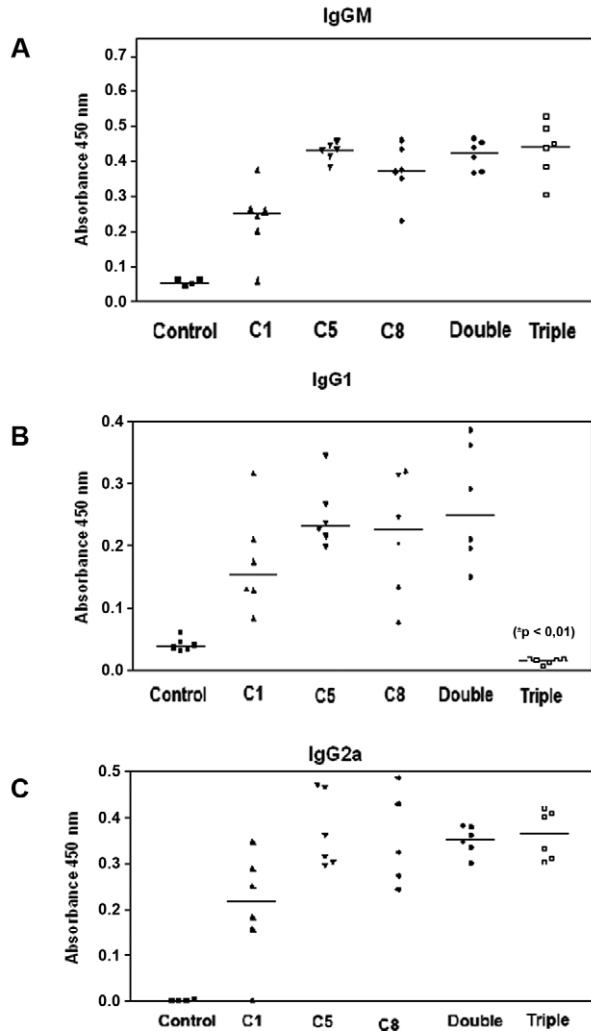 IgGM
A
Absorbance 450 nm
0.7
0.6
0.5
0.4
0.3
0.2
0.1
0.0
Control C1 C5 C8 Double Triple
IgG1
B
Absorbance 450 nm
0.4
0.3
0.2
0.1
0.0
(*p < 0,01)
Control C1 C5 C8 Double Triple
IgG2a
C
Absorbance 450 nm
0.5
0.4
0.3
0.2
0.1
0.0
Control C1 C5 C8 Double Triple